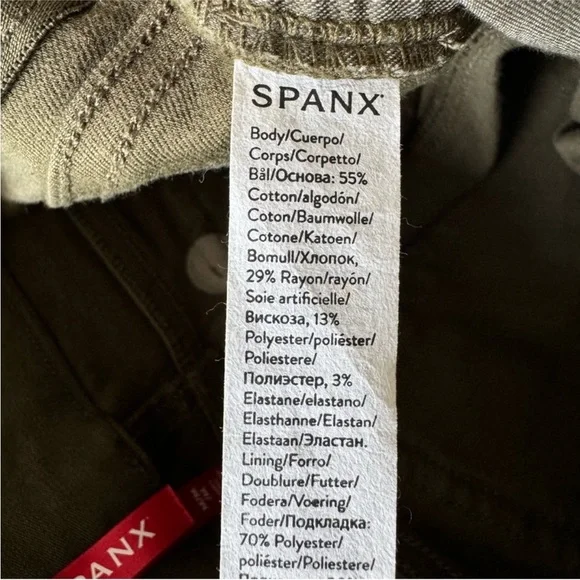 SPANX
Body/Cuerpo/
Corps/Corpetto/
Bål/Основа: 55%
Cotton/algodón/
Coton/Baumwolle/
Cotone/Katoen/
Bomull/Хлопок,
29% Rayon/rayón/
Soie artificielle/
Вискоза, 13%
Polyester/poliéster/
Poliestere/
Полиэстер, 3%
Elastane/elastano/
Elasthanne/Elastan/
Elastaan/Эластан.
Lining/Forro/
Doublure/Futter/
Fodera/Voering/
Foder/Подкладка:
70% Polyester/
poliéster/Poliestere/
SPANX